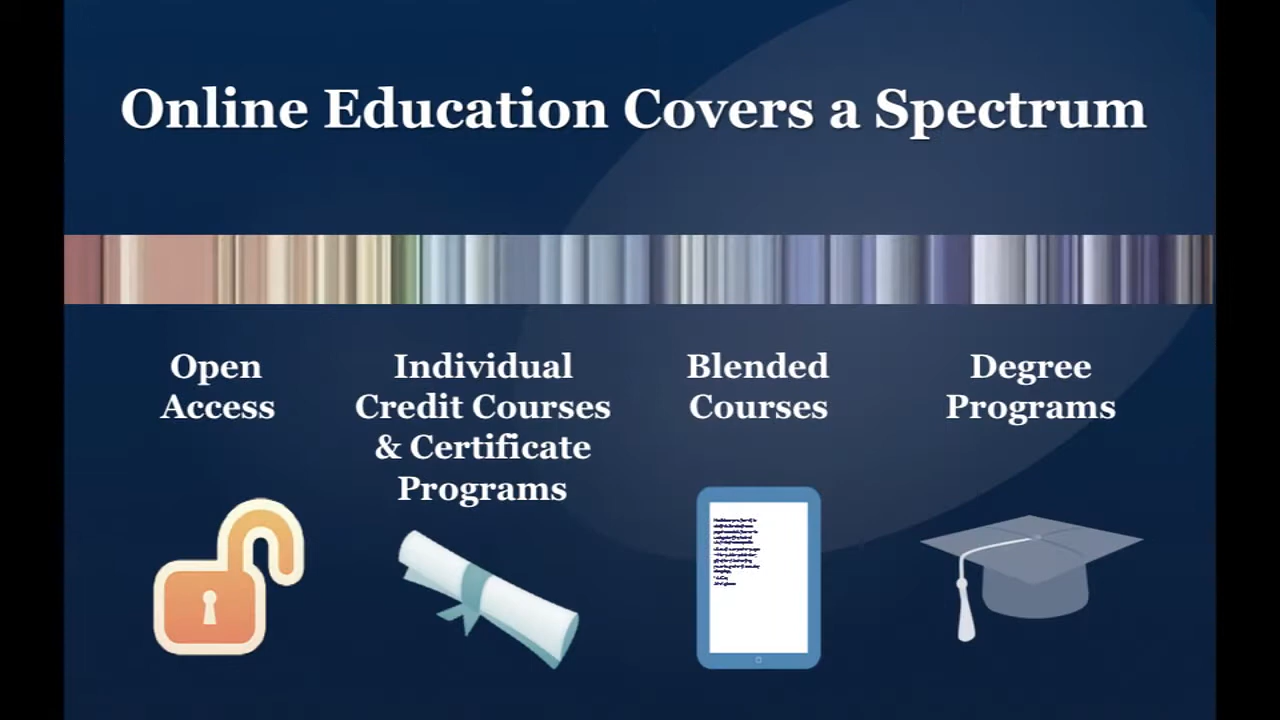 Online Education Covers a Spectrum
Open
Access
Individual
Credit Courses
& Certificate
Programs
Blended
Courses
Degree
Programs